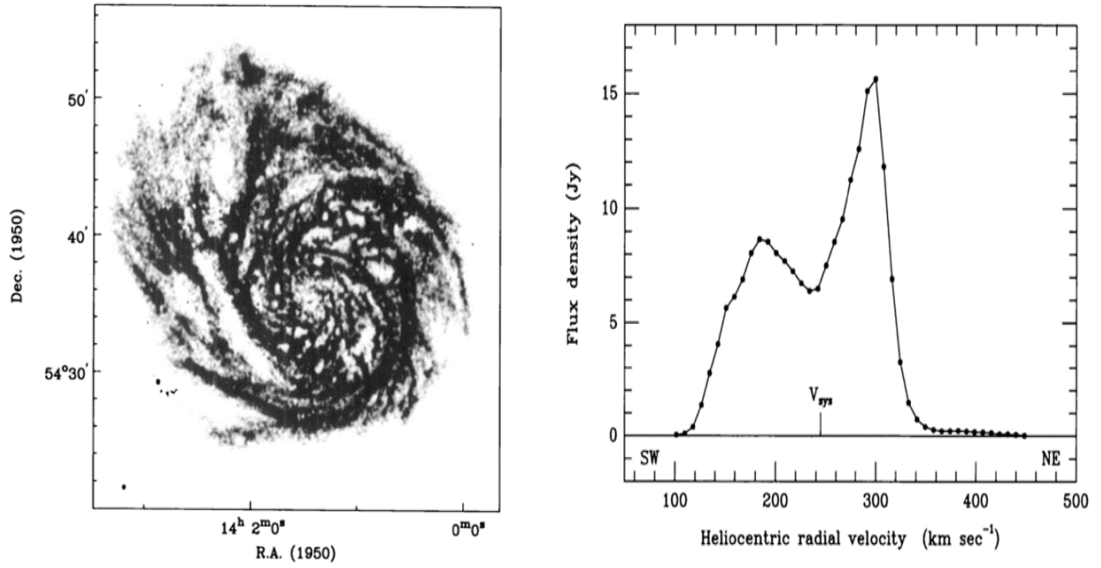 50′
40′
54°30′
Dec. (1950)
14ʰ 2ᵐ0ˢ
0ᵐ0ˢ
R.A. (1950)
15
10
5
0
Flux density (Jy)
Vsys
SW
NE
100
200
300
400
500
Heliocentric radial velocity (km sec⁻¹)